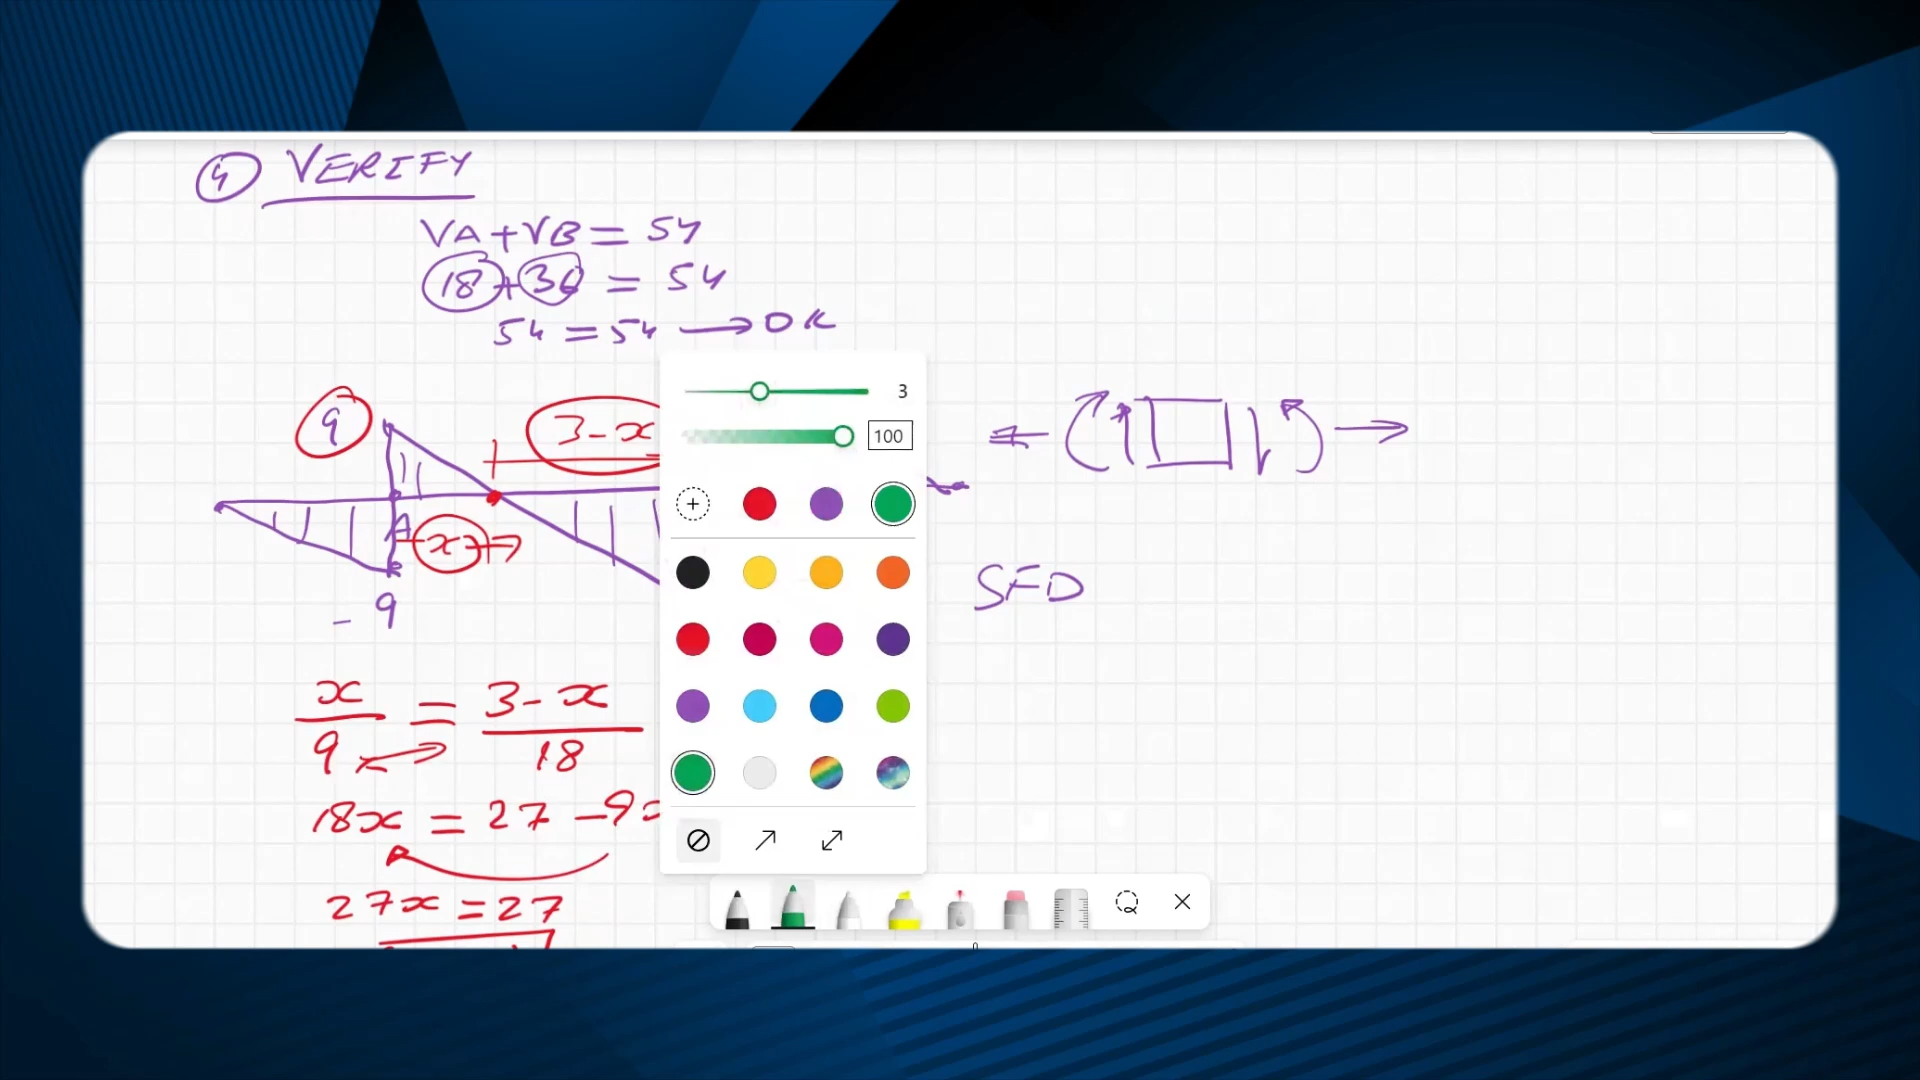 4 VERIFY
VA + VB = 54
18 + 36 = 54
54 = 54 → OK
3
100
9
3 - x
A
x
- 9
SFD
x/9 = 3 - x/18
18x = 27 - 9x
27x = 27